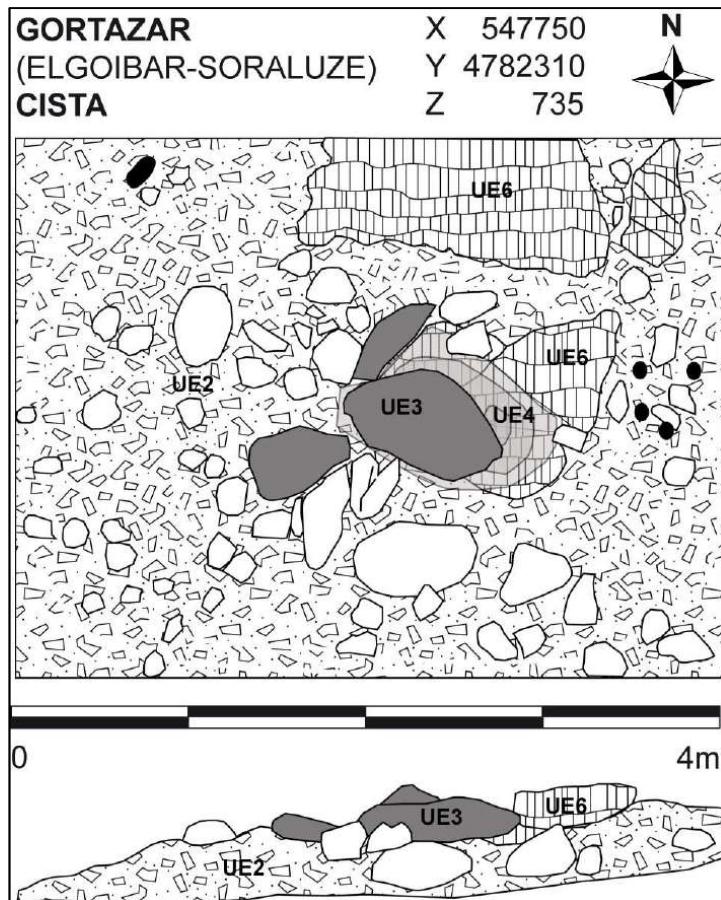 GORTAZAR X 547750 N
(ELGOIBAR-SORALUZE) Y 4782310
CISTA Z 735
UE6
UE6
UE2
UE3
UE4
0 4m
UE6
UE3
UE2